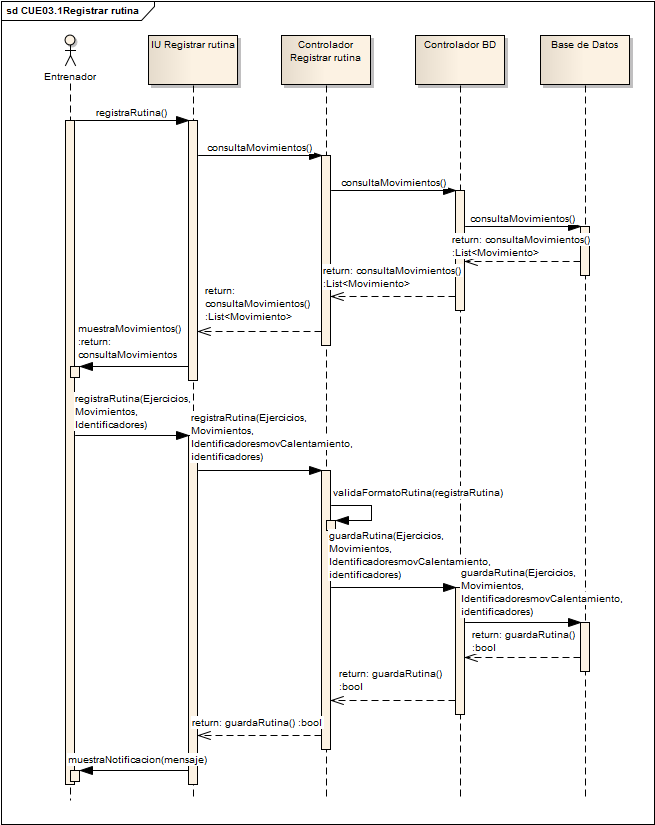 sd CUE03.1Registrar rutina
Entrenador
IU Registrar rutina
Controlador
Registrar rutina
Controlador BD
Base de Datos
registraRutina()
consultaMovimientos()
consultaMovimientos()
consultaMovimientos()
return: consultaMovimientos()
:List<Movimiento>
return: consultaMovimientos()
:List<Movimiento>
return:
consultaMovimientos()
:List<Movimiento>
muestraMovimientos()
:return:
consultaMovimientos
registraRutina(Ejercicios,
Movimientos,
Identificadores)
registraRutina(Ejercicios,
Movimientos,
IdentificadoresmovCalentamiento,
identificadores)
validaFormatoRutina(registraRutina)
guardaRutina(Ejercicios,
Movimientos,
IdentificadoresmovCalentamiento,
identificadores)
guardaRutina(Ejercicios,
Movimientos,
IdentificadoresmovCalentamiento,
identificadores)
return: guardaRutina()
:bool
return: guardaRutina()
:bool
return: guardaRutina() :bool
muestraNotificacion(mensaje)